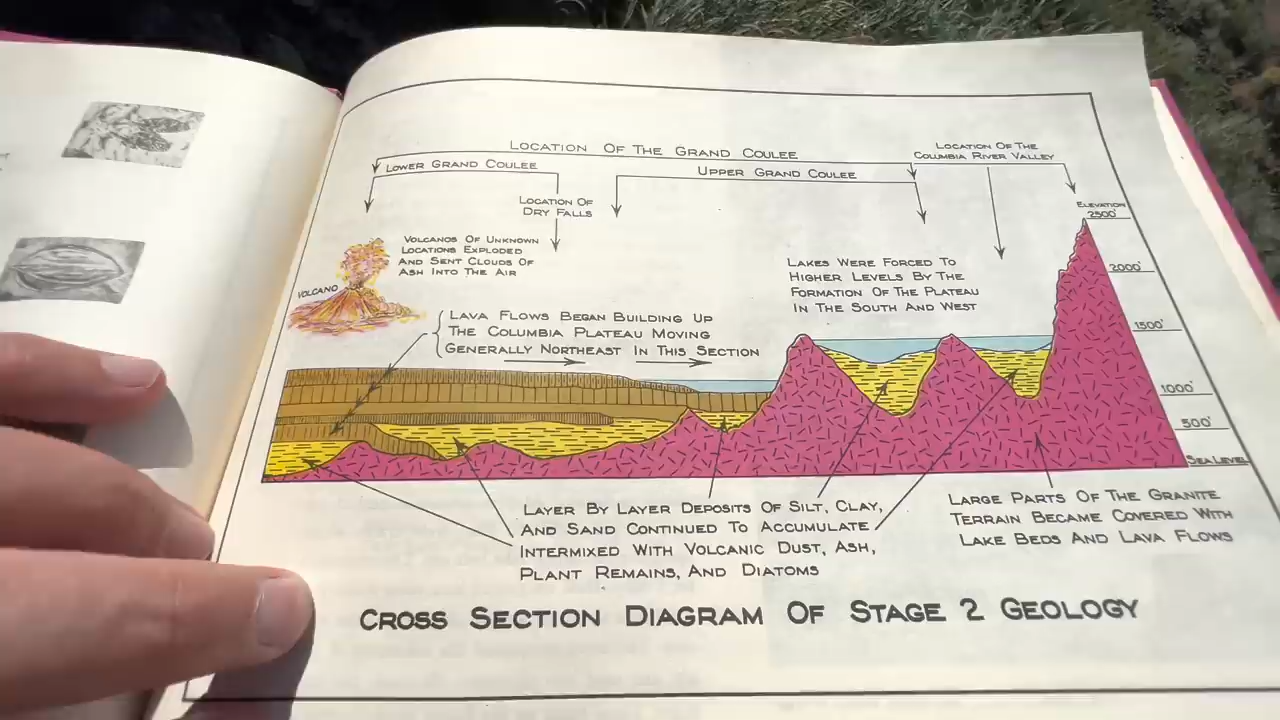 LOCATION OF THE GRAND COULEE
LOCATION OF THE
COLUMBIA RIVER VALLEY
LOWER GRAND COULEE
UPPER GRAND COULEE
LOCATION OF
DRY FALLS
ELEVATION
2500'
VOLCANOS OF UNKNOWN
LOCATIONS EXPLODED
AND SENT CLOUDS OF
ASH INTO THE AIR
VOLCANO
LAKES WERE FORCED TO
HIGHER LEVELS BY THE
FORMATION OF THE PLATEAU
IN THE SOUTH AND WEST
2000'
LAVA FLOWS BEGAN BUILDING UP
THE COLUMBIA PLATEAU MOVING
GENERALLY NORTHEAST IN THIS SECTION
1500'
1000'
500'
SEA LEVEL
LAYER BY LAYER DEPOSITS OF SILT, CLAY,
AND SAND CONTINUED TO ACCUMULATE
INTERMIXED WITH VOLCANIC DUST, ASH,
PLANT REMAINS, AND DIATOMS
LARGE PARTS OF THE GRANITE
TERRAIN BECAME COVERED WITH
LAKE BEDS AND LAVA FLOWS
CROSS SECTION DIAGRAM OF STAGE 2 GEOLOGY